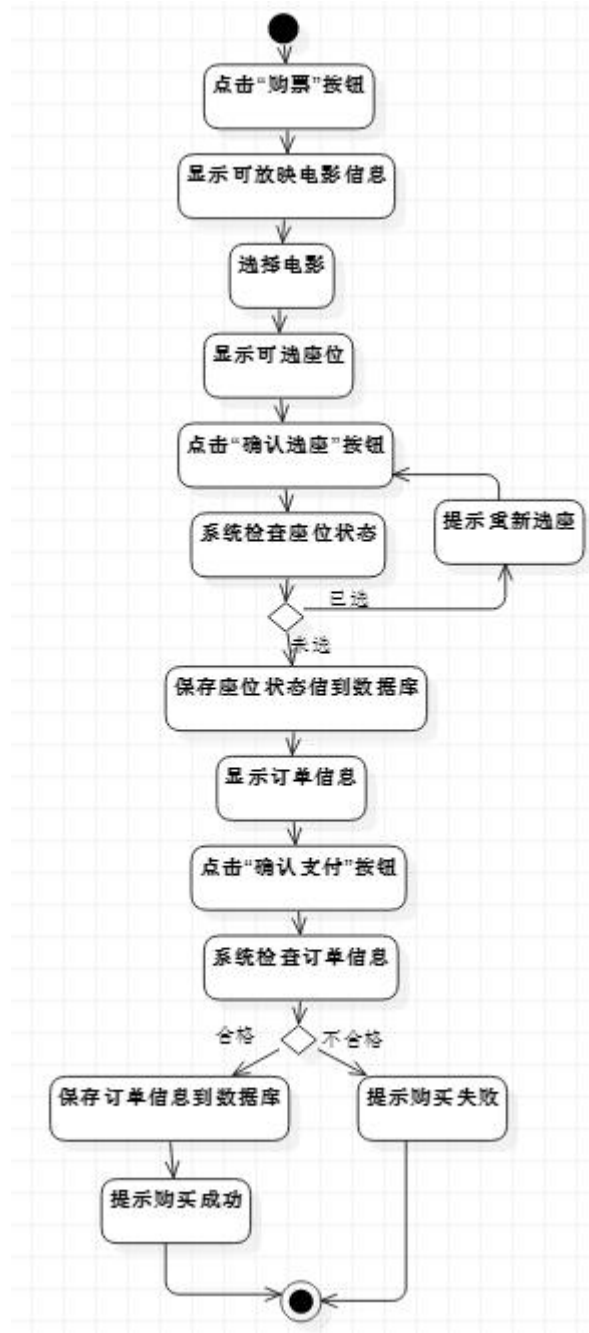 点击“购票”按钮
显示可放映电影信息
选择电影
显示可选座位
点击“确认选座”按钮
系统检查座位状态
提示重新选座
已选
未选
保存座位状态信到数据库
显示订单信息
点击“确认支付”按钮
系统检查订单信息
合格
不合格
保存订单信息到数据库
提示购买失败
提示购买成功